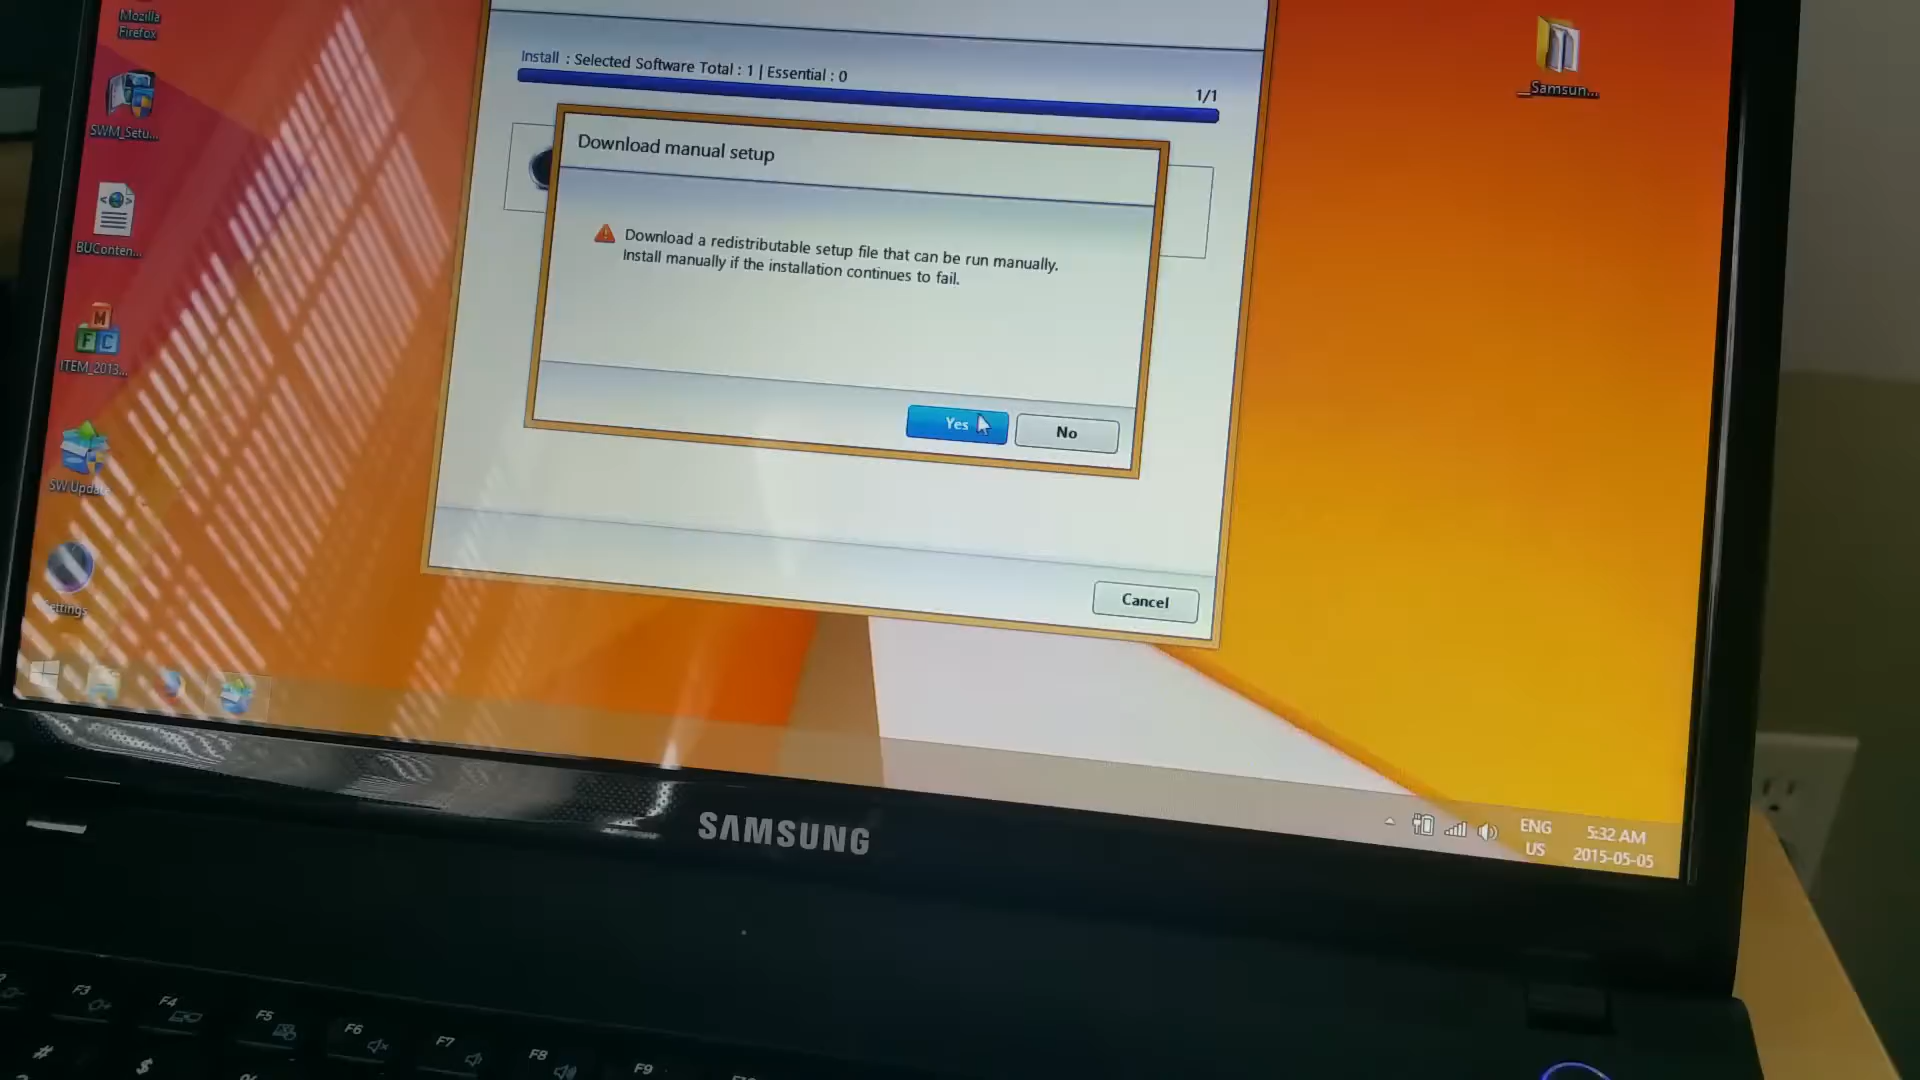 Mozilla
Firefox
SWM_Setu...
BUConten...
M
F C
ITEM_2013...
SW Update
Settings
Install : Selected Software Total : 1 | Essential : 0
1/1
Download manual setup
Download a redistributable setup file that can be run manually.
Install manually if the installation continues to fail.
Yes
No
Cancel
_Samsun...
ENG
US
5:32 AM
2015-05-05
SAMSUNG
F3
F4
F5
F6
F7
F8
F9
#
$